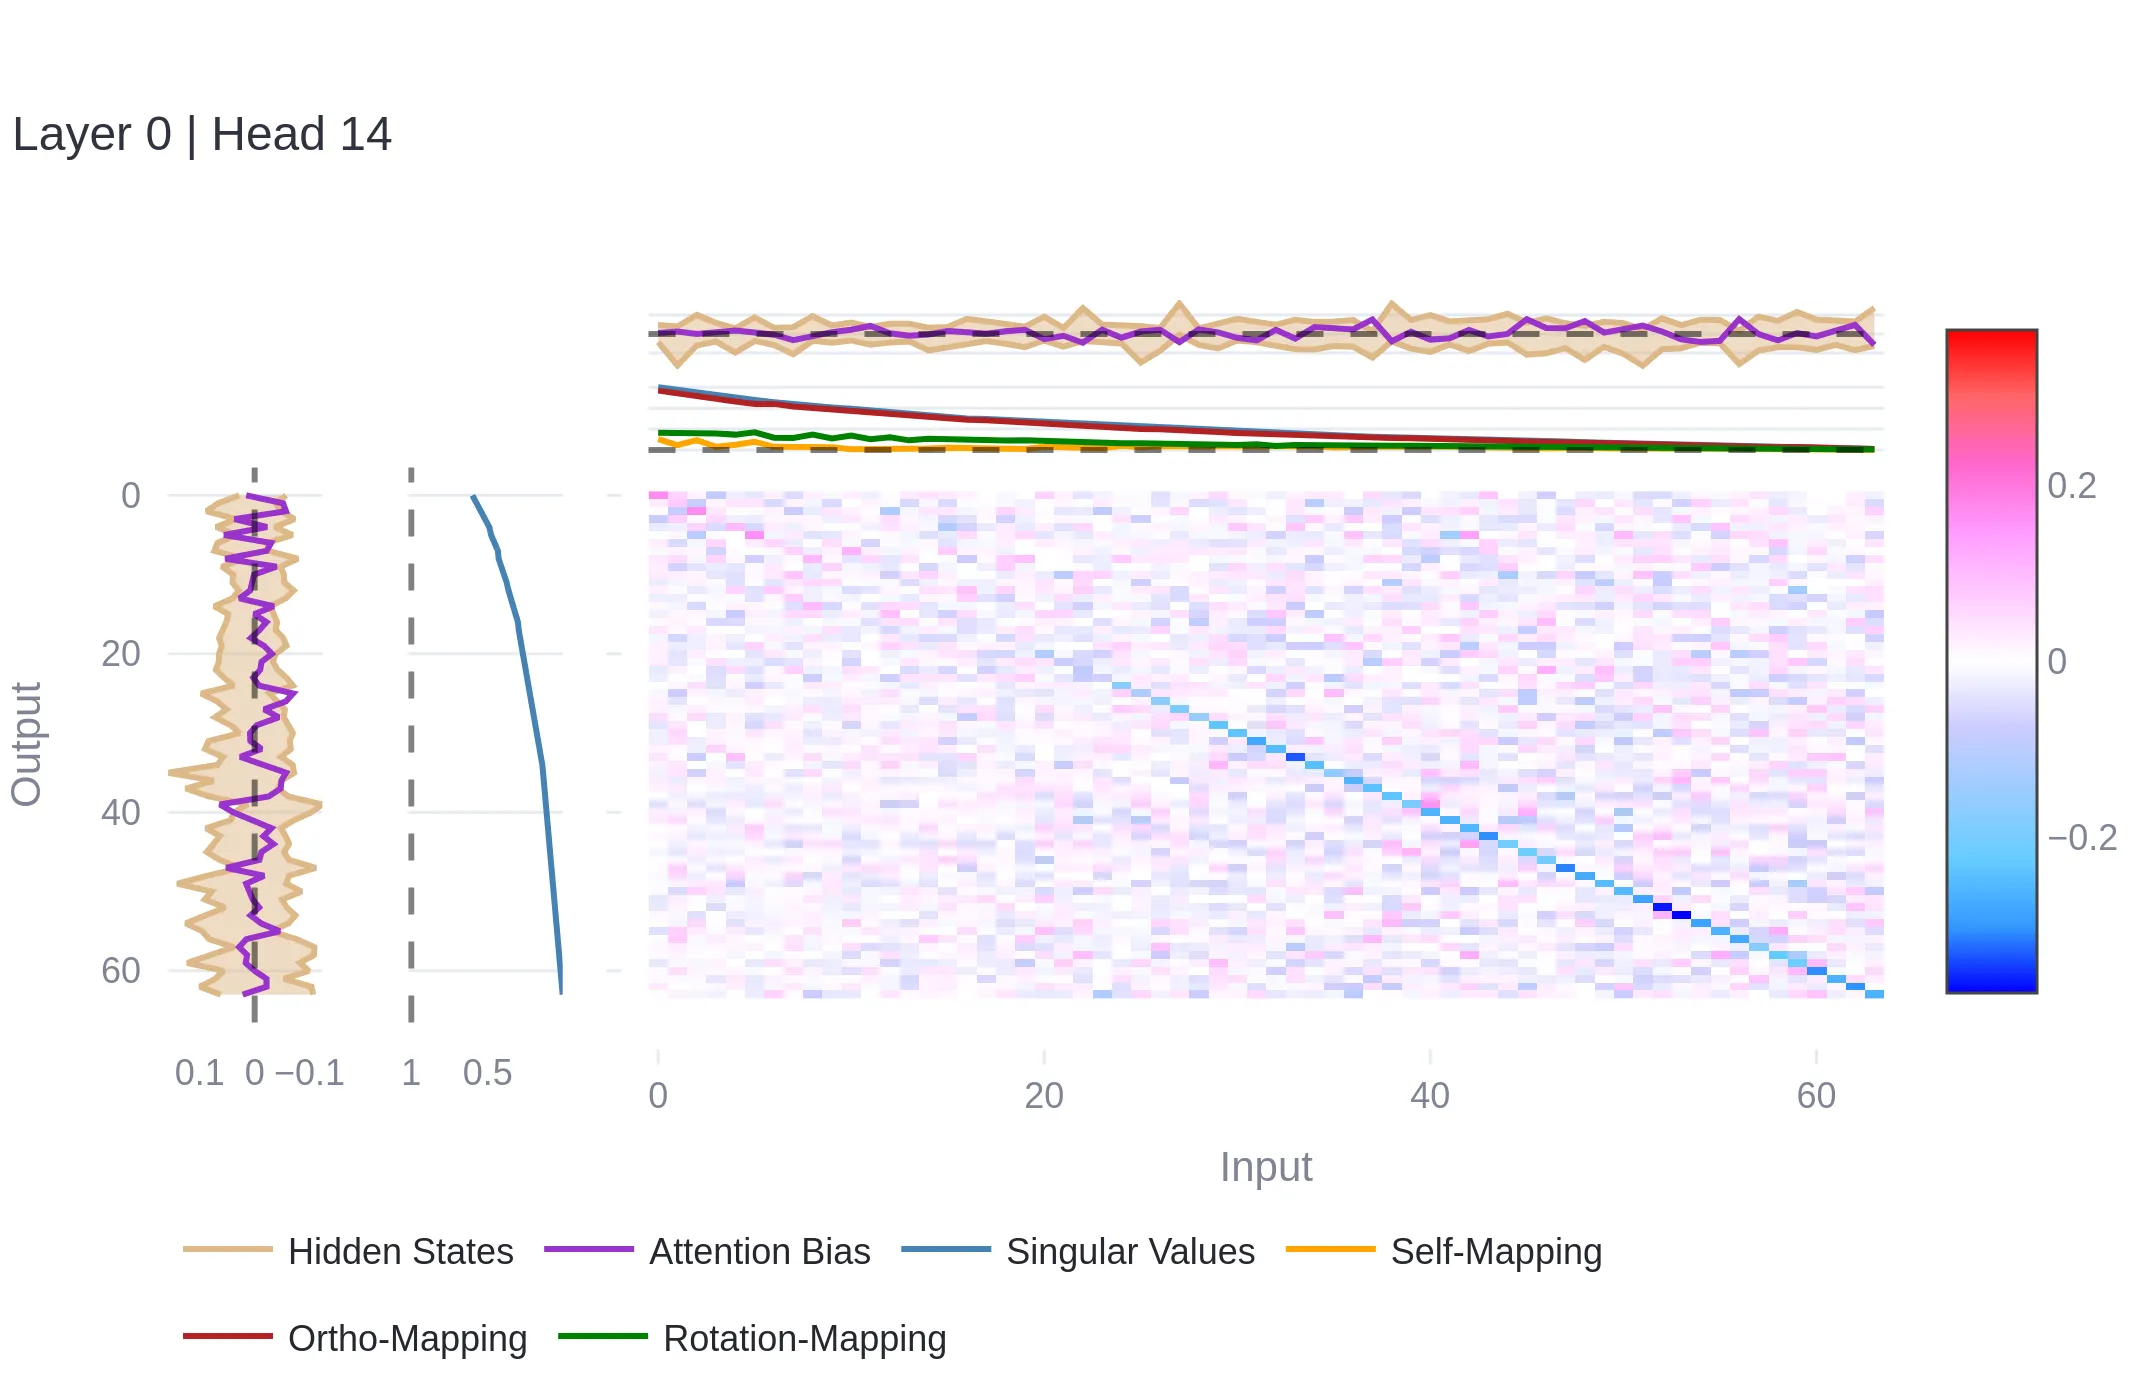 Layer 0 | Head 14
0
20
40
60
Output
0.1 0 −0.1 1 0.5
0 20 40 60
Input
0.2
0
−0.2
Hidden States Attention Bias Singular Values Self-Mapping
Ortho-Mapping Rotation-Mapping